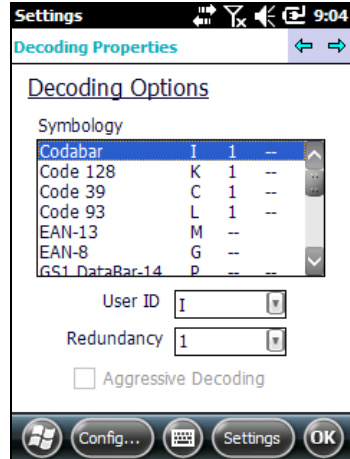 Settings 9:04
Decoding Properties
Decoding Options
Symbology
Codabar I 1 --
Code 128 K 1 --
Code 39 C 1 --
Code 93 L 1 --
EAN-13 M --
EAN-8 G --
GS1 DataBar-14 P -- --
User ID I
Redundancy 1
Aggressive Decoding
Config... Settings OK